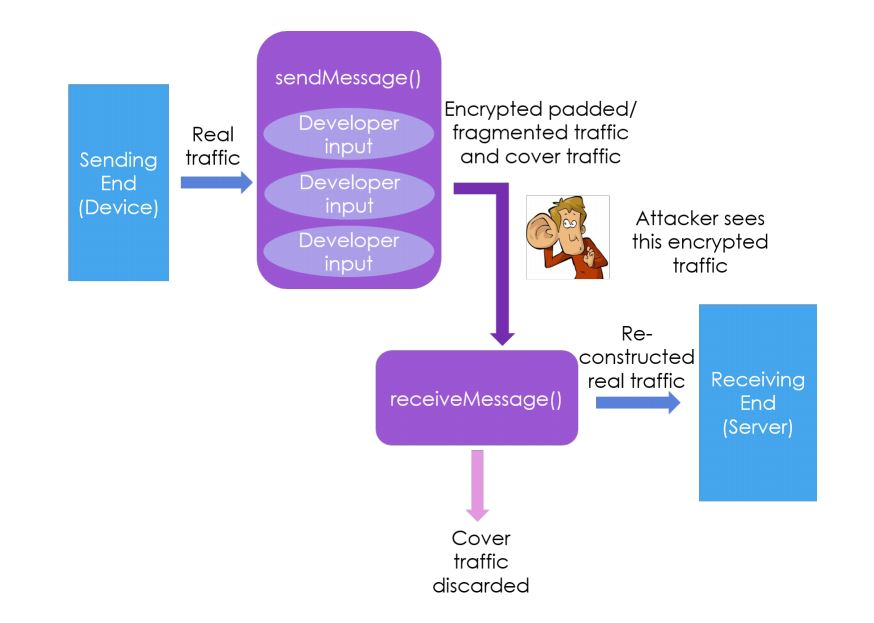 sendMessage()
Developer
input
Developer
input
Developer
input
Sending
End
(Device)
Real
traffic
Encrypted padded/
fragmented traffic
and cover traffic
Attacker sees
this encrypted
traffic
receiveMessage()
Re-
constructed
real traffic
Receiving
End
(Server)
Cover
traffic
discarded